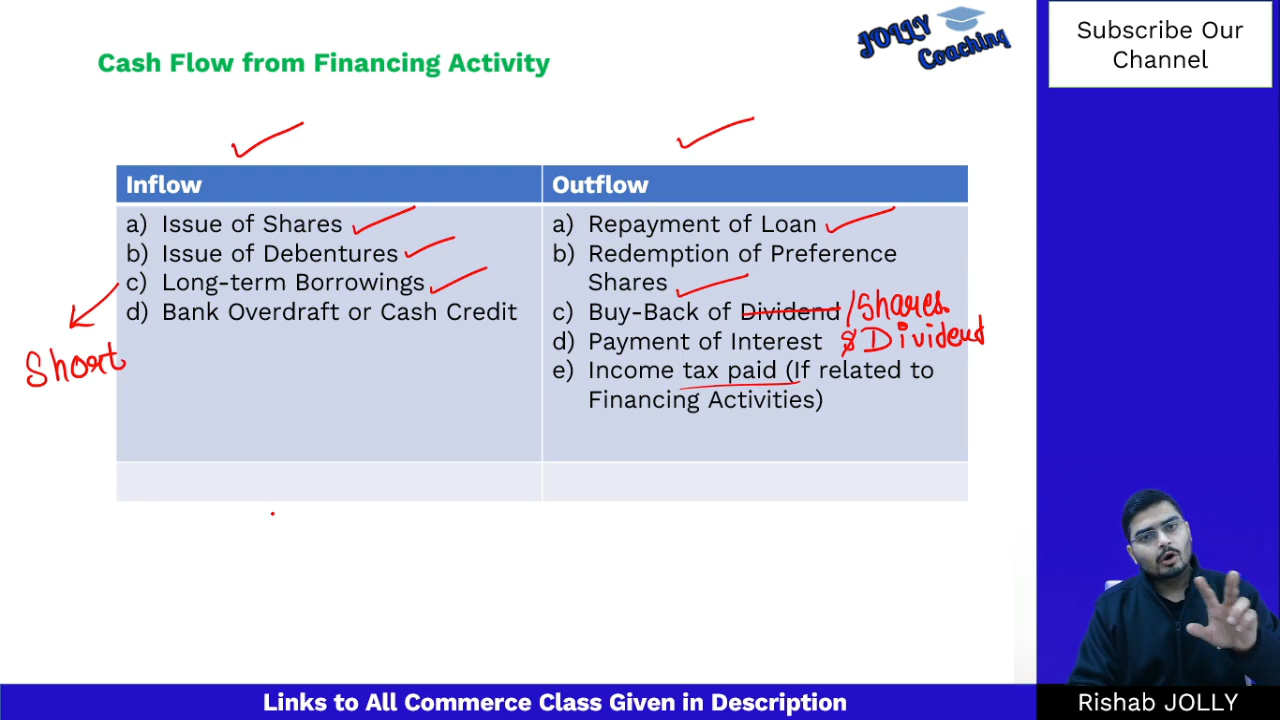 Cash Flow from Financing Activity
JOLLY
Coaching
Subscribe Our
Channel
Inflow
a) Issue of Shares
b) Issue of Debentures
c) Long-term Borrowings
d) Bank Overdraft or Cash Credit
Short
Outflow
a) Repayment of Loan
b) Redemption of Preference
Shares
c) Buy-Back of Dividend /Shares
d) Payment of Interest & Dividend
e) Income tax paid (If related to
Financing Activities)
Links to All Commerce Class Given in Description
Rishab JOLLY